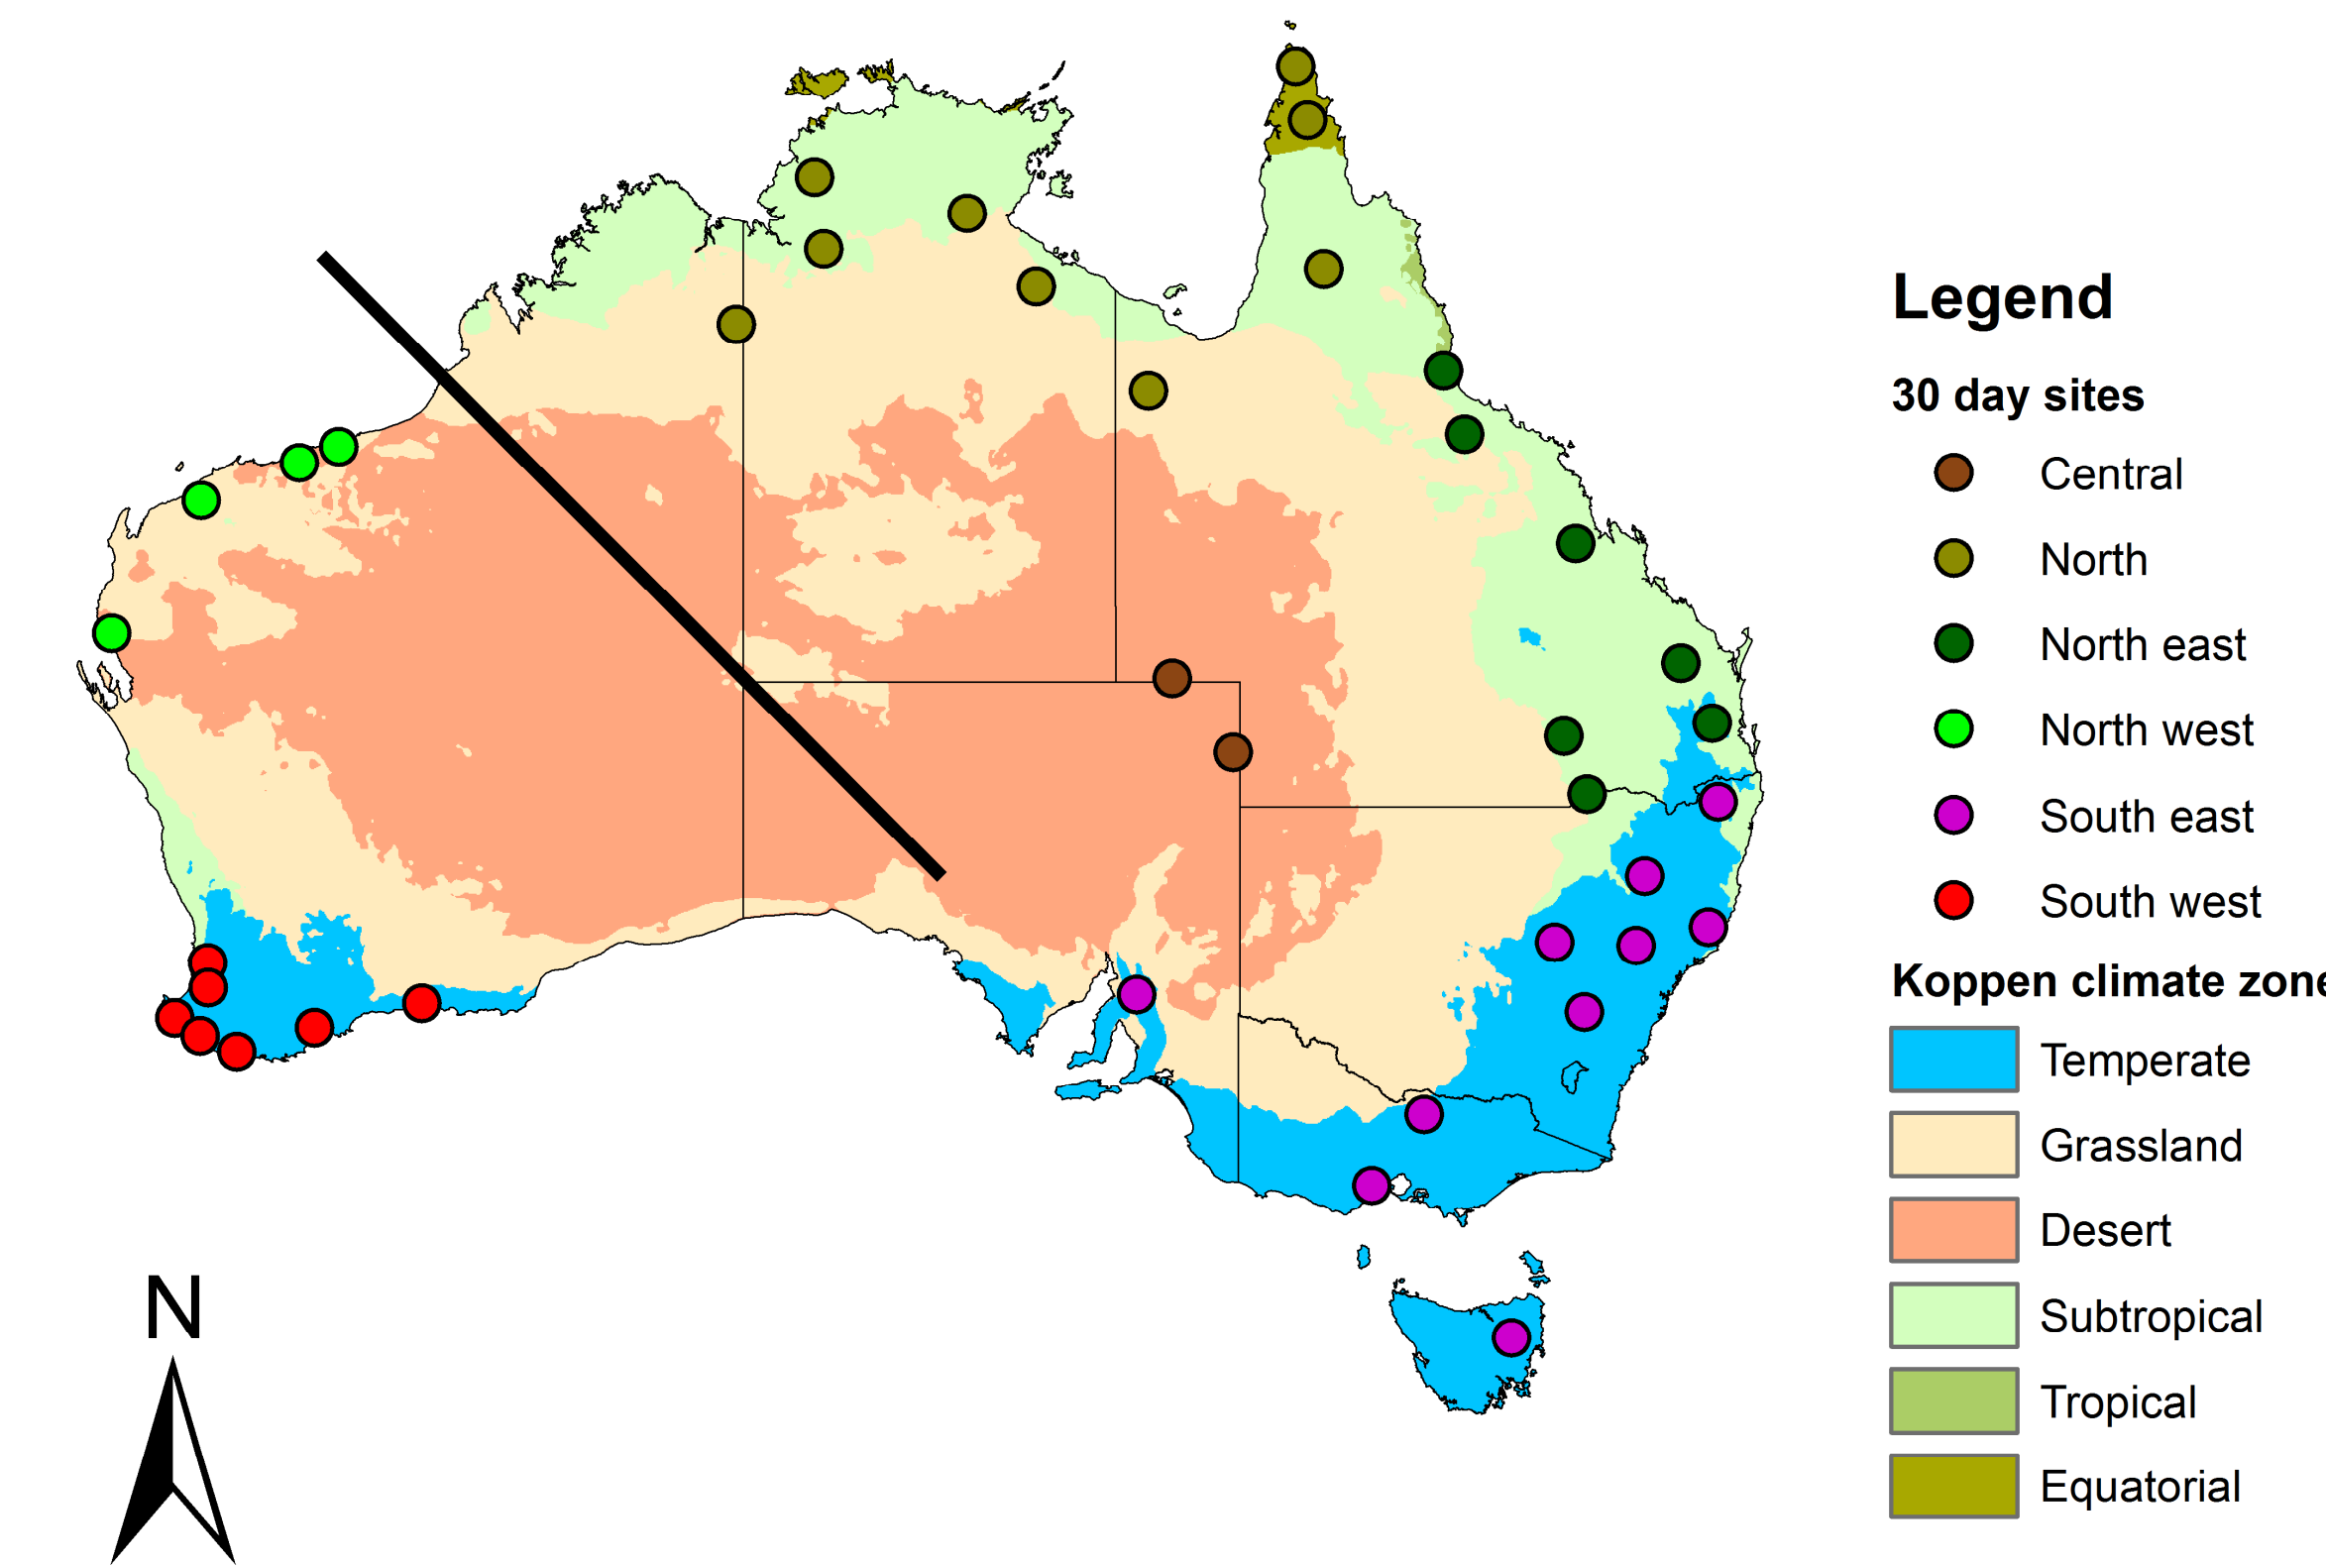 Legend
30 day sites
Central
North
North east
North west
South east
South west
Koppen climate zone
Temperate
Grassland
Desert
Subtropical
Tropical
Equatorial
N